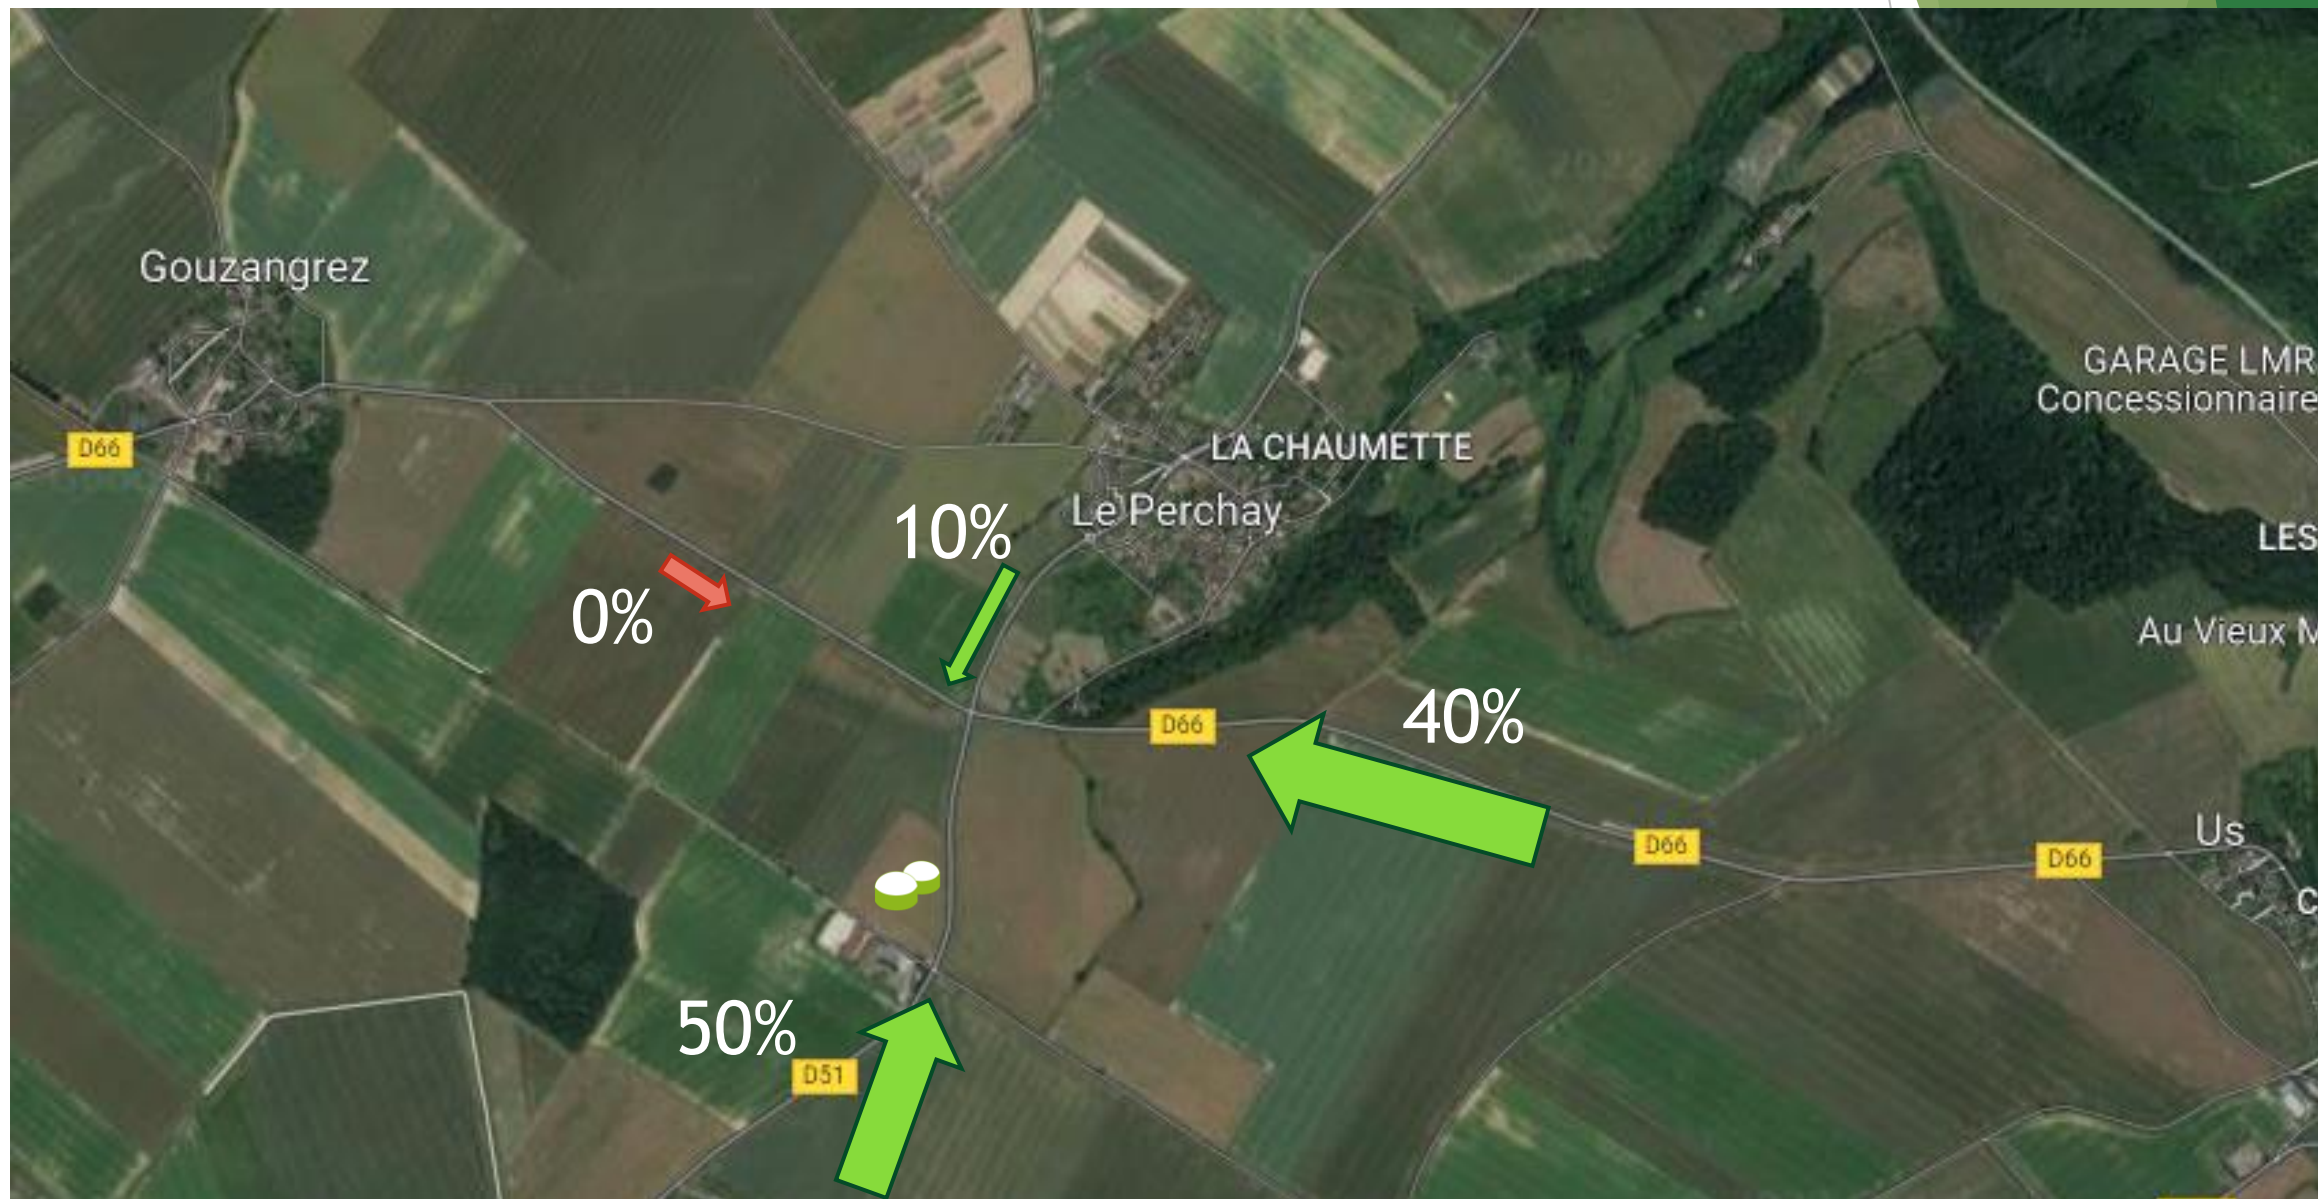 Gouzangrez
GARAGE LMR
Concessionnaire
D66
LA CHAUMETTE
Le Perchay
10%
LES
0%
Au Vieux
40%
D66
Us
D66
D66
50%
D51